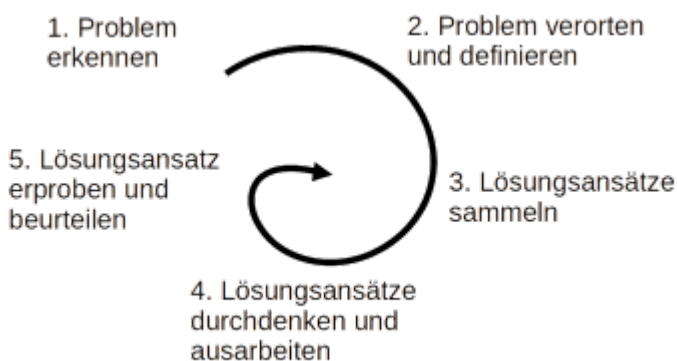 1. Problem
erkennen
2. Problem verorten
und definieren
3. Lösungsansätze
sammeln
4. Lösungsansätze
durchdenken und
ausarbeiten
5. Lösungsansatz
erproben und
beurteilen